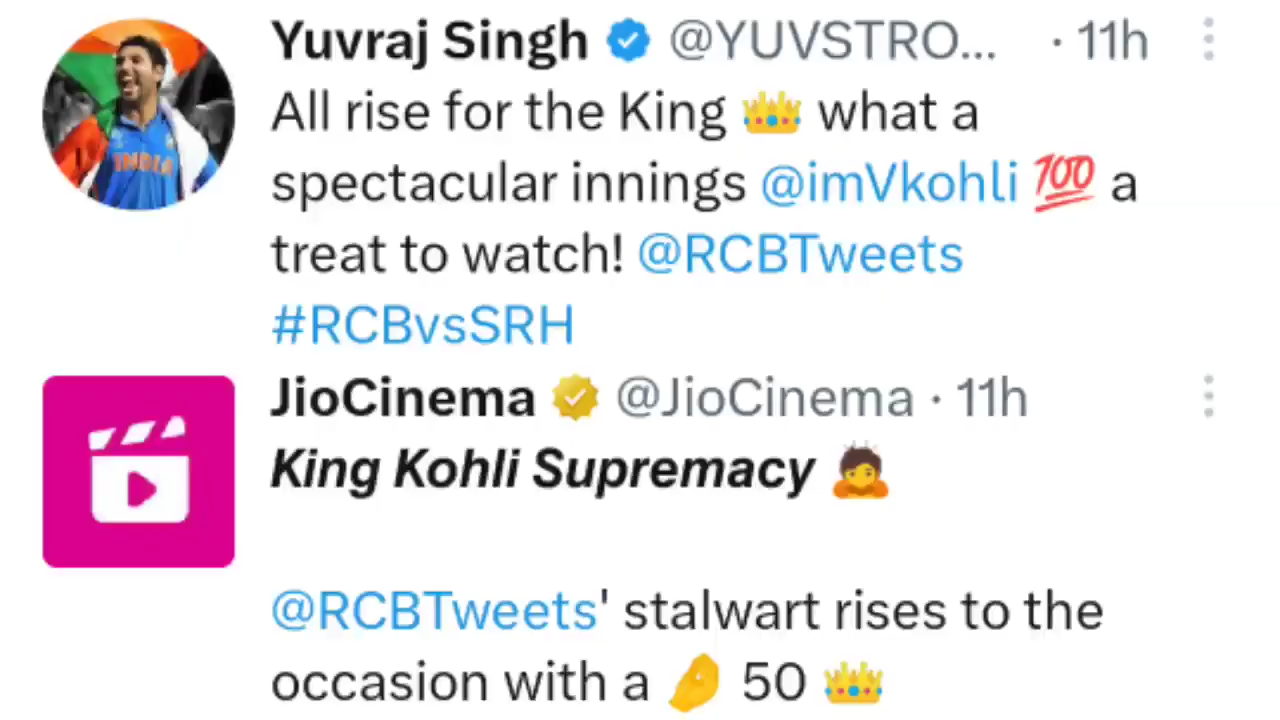 Yuvraj Singh @YUVSTRO... · 11h
All rise for the King 👑 what a
spectacular innings @imVkohli 💯 a
treat to watch! @RCBTweets
#RCBvsSRH
JioCinema @JioCinema · 11h
King Kohli Supremacy 🙇
@RCBTweets' stalwart rises to the
occasion with a 🤌 50 👑